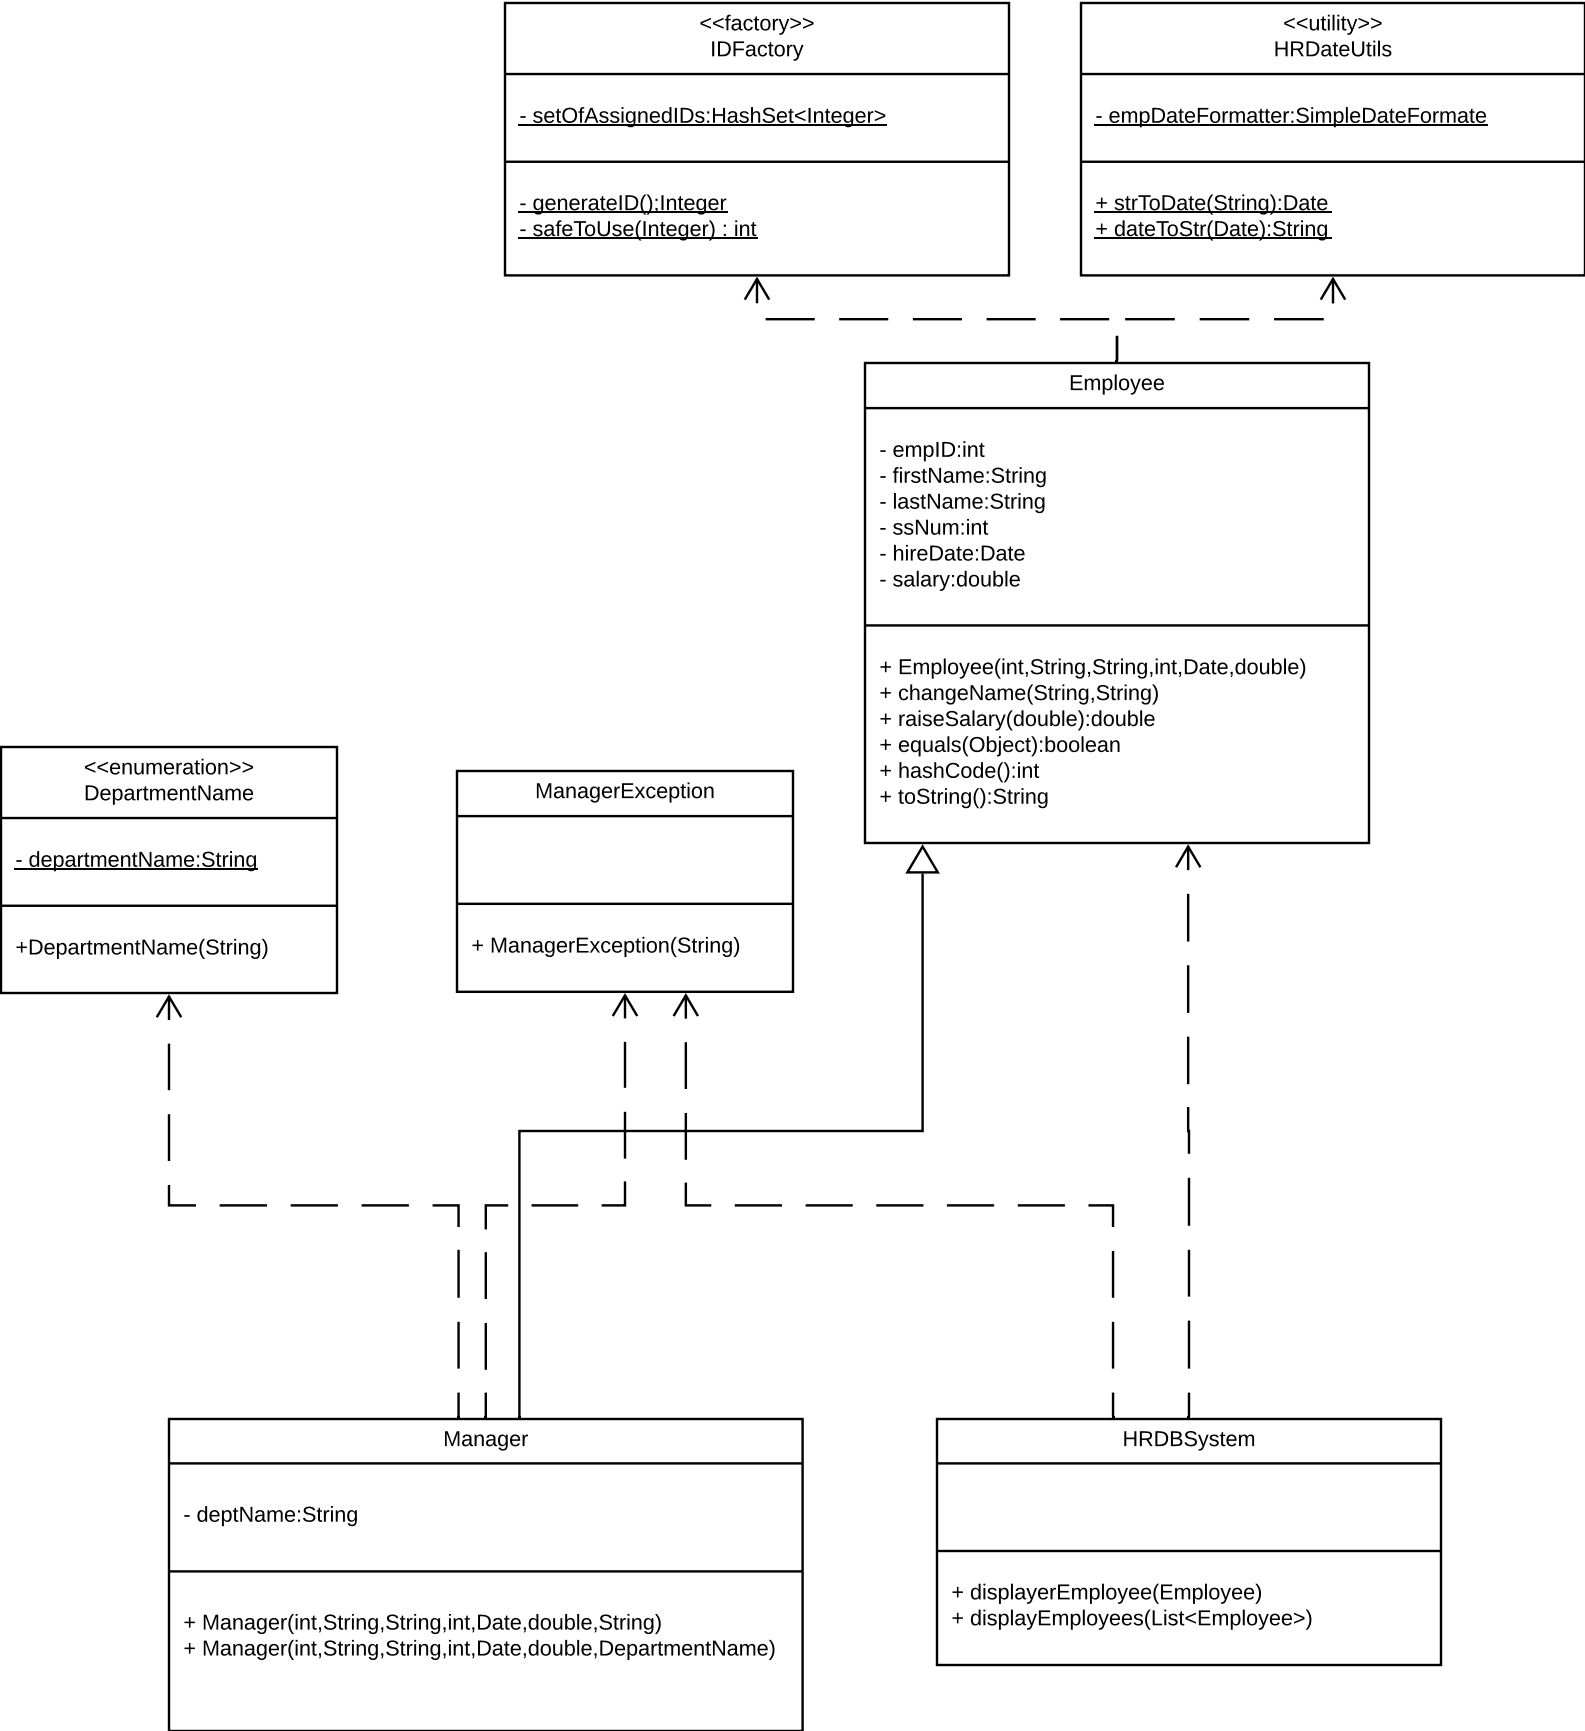 <<factory>>
IDFactory
- setOfAssignedIDs:HashSet<Integer>
- generateID();Integer
- safeToUse(Integer) : int
<<utility>>
HRDateUtils
- empDateFormatter:SimpleDateFormate
+ strToDate(String):Date
+ dateToStr(Date):String
Employee
- empID:int
- firstName:String
- lastName:String
- ssNum:int
- hireDate:Date
- salary:double
+ Employee(int,String,String,int,Date,double)
+ changeName(String,String)
+ raiseSalary(double):double
+ equals(Object):boolean
+ hashCode():int
+ toString():String
<<enumeration>>
DepartmentName
- departmentName:String
+DepartmentName(String)
ManagerException
+ ManagerException(String)
Manager
- deptName:String
+ Manager(int,String,String,int,Date,double,String)
+ Manager(int,String,String,int,Date,double,DepartmentName)
HRDBSystem
+ displayerEmployee(Employee)
+ displayEmployees(List<Employee>)